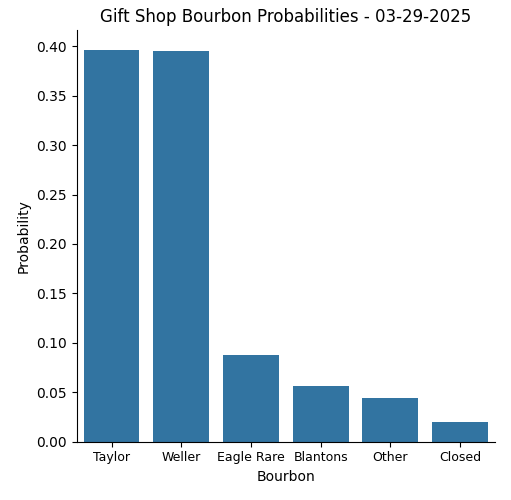 Gift Shop Bourbon Probabilities - 03-29-2025
0.40
0.35
0.30
0.25
0.20
0.15
0.10
0.05
0.00
Probability
Taylor Weller Eagle Rare Blantons Other Closed
Bourbon